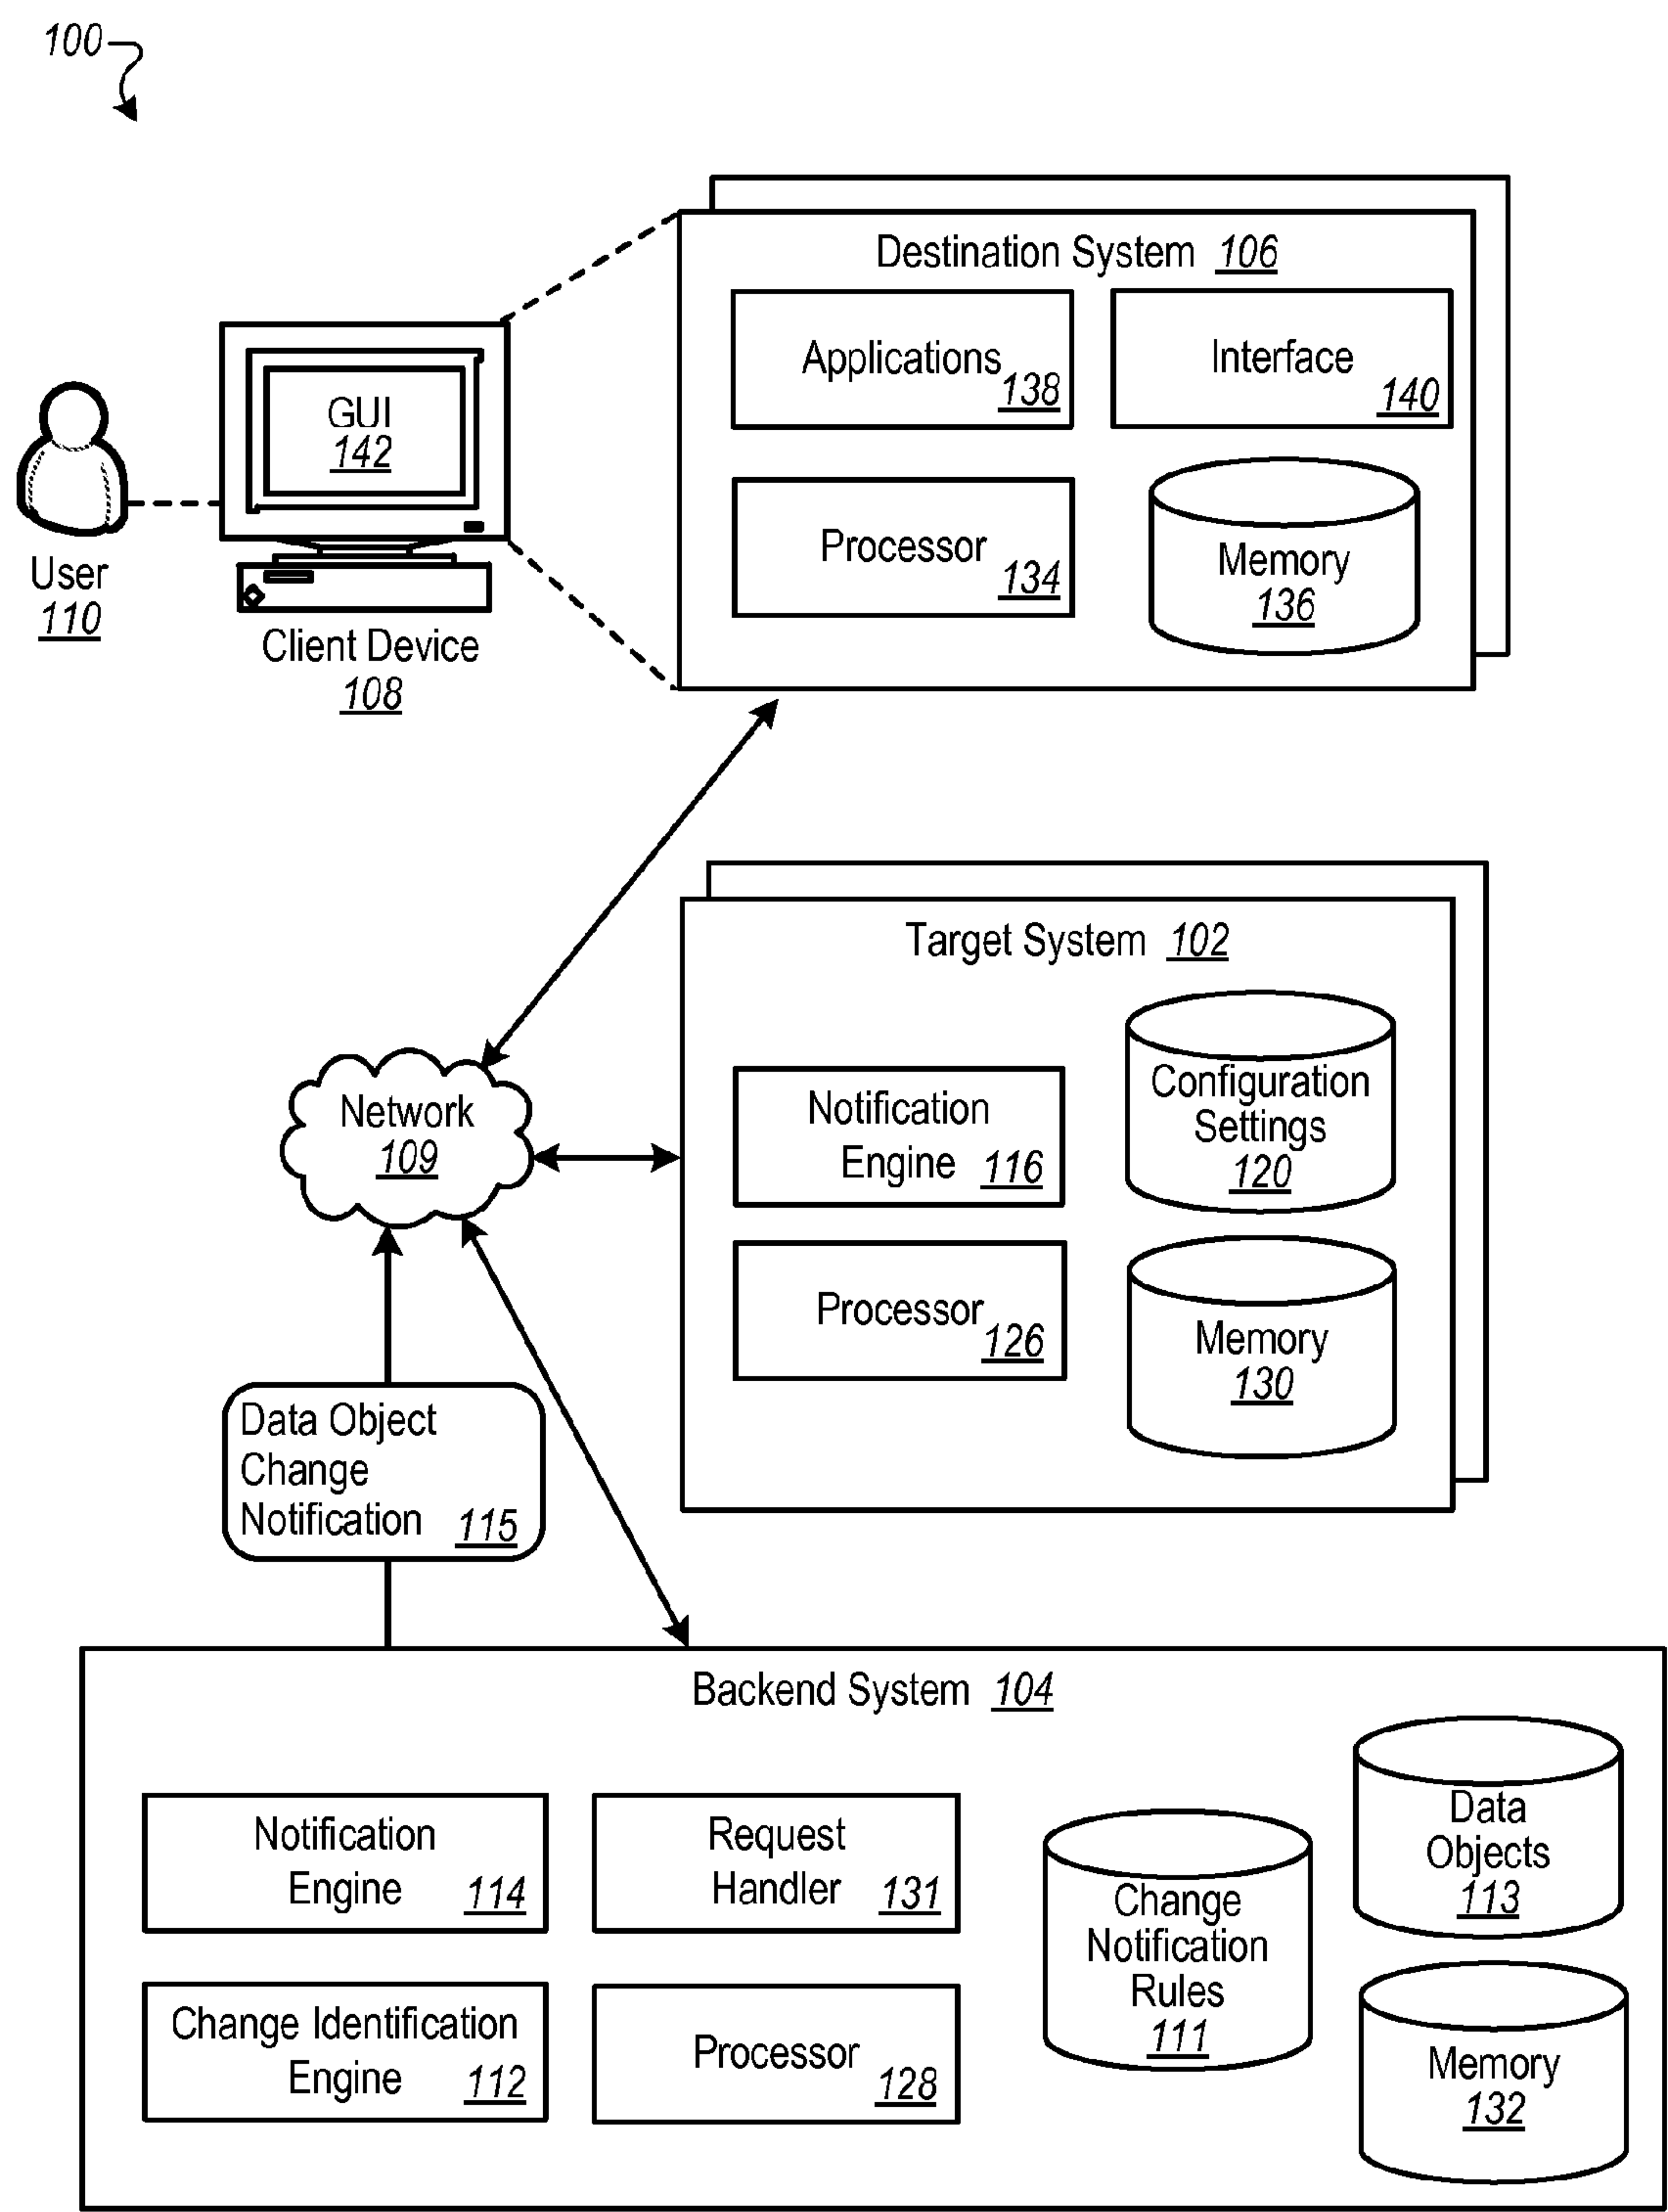 100
Destination System 106
Applications
138
Interface
140
GUI
142
Processor
134
Memory
136
User
110
Client Device
108
Target System 102
Notification
Engine 116
Configuration
Settings
120
Network
109
Processor
126
Memory
130
Data Object
Change
Notification 115
Backend System 104
Notification
Engine 114
Request
Handler 131
Change
Notification
Rules
111
Data
Objects
113
Change Identification
Engine 112
Processor
128
Memory
132